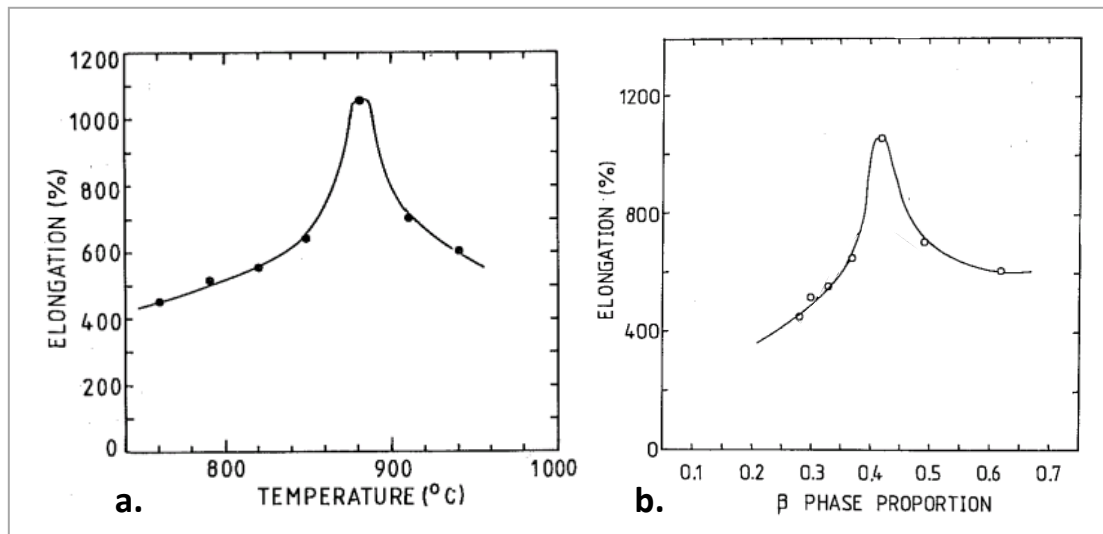 1200
1000
800
600
400
200
0
ELONGATION (%)
800 900 1000
TEMPERATURE (°C)
a.
1200
800
400
0
ELONGATION (%)
0.1 0.2 0.3 0.4 0.5 0.6 0.7
β PHASE PROPORTION
b.